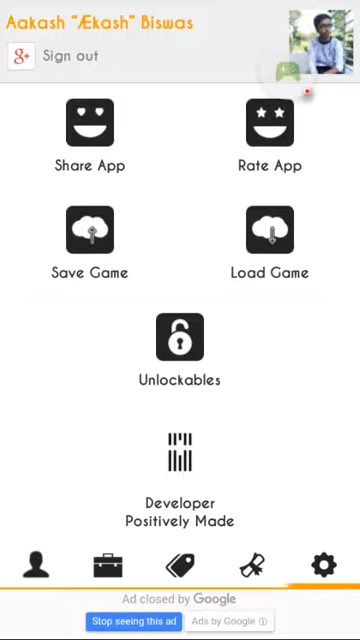 Aakash “Ækash” Biswas
g+ Sign out
Share App
Rate App
Save Game
Load Game
Unlockables
Developer
Positively Made
Ad closed by Google
Stop seeing this ad
Ads by Google